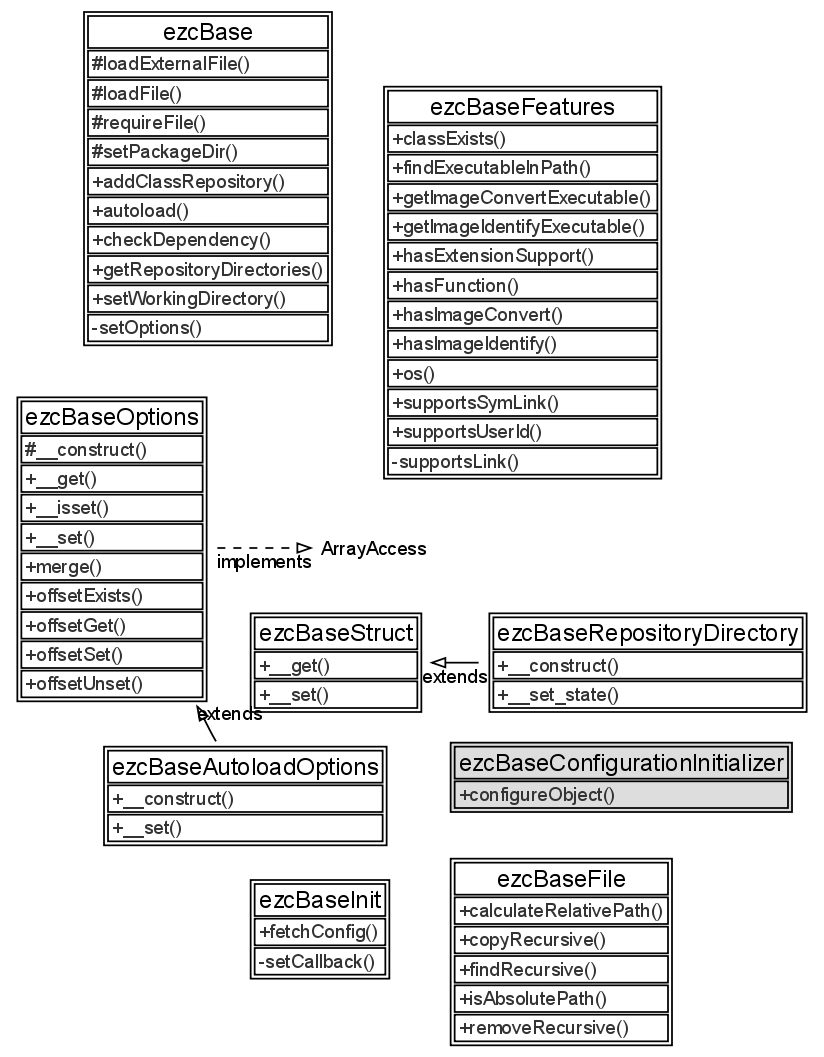 ezcBase
#loadExternalFile()
#loadFile()
#requireFile()
#setPackageDir()
+addClassRepository()
+autoload()
+checkDependency()
+getRepositoryDirectories()
+setWorkingDirectory()
-setOptions()
ezcBaseFeatures
+classExists()
+findExecutableInPath()
+getImageConvertExecutable()
+getImageIdentifyExecutable()
+hasExtensionSupport()
+hasFunction()
+hasImageConvert()
+hasImageIdentify()
+os()
+supportsSymLink()
+supportsUserId()
-supportsLink()
ezcBaseOptions
#__construct()
+__get()
+__isset()
+__set()
+merge()
+offsetExists()
+offsetGet()
+offsetSet()
+offsetUnset()
implements
ArrayAccess
ezcBaseStruct
+__get()
+__set()
extends
ezcBaseRepositoryDirectory
+__construct()
+__set_state()
extends
ezcBaseAutoloadOptions
+__construct()
+__set()
ezcBaseConfigurationInitializer
+configureObject()
ezcBaseInit
+fetchConfig()
-setCallback()
ezcBaseFile
+calculateRelativePath()
+copyRecursive()
+findRecursive()
+isAbsolutePath()
+removeRecursive()